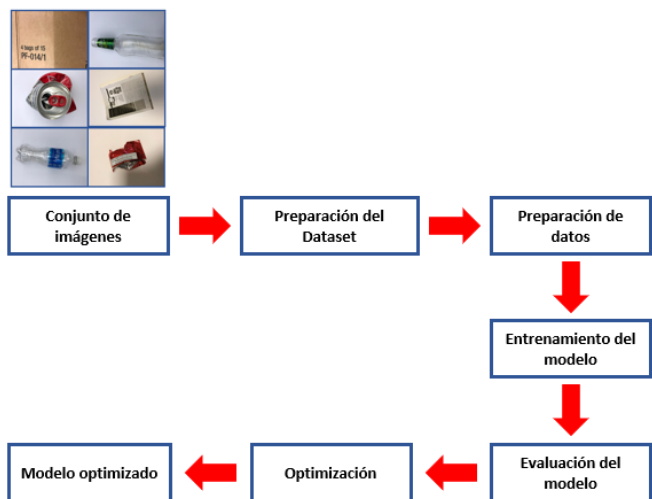 4 bags of 15
PF-014/1
Conjunto de
imágenes
Preparación del
Dataset
Preparación de
datos
Entrenamiento del
modelo
Evaluación del
modelo
Optimización
Modelo optimizado